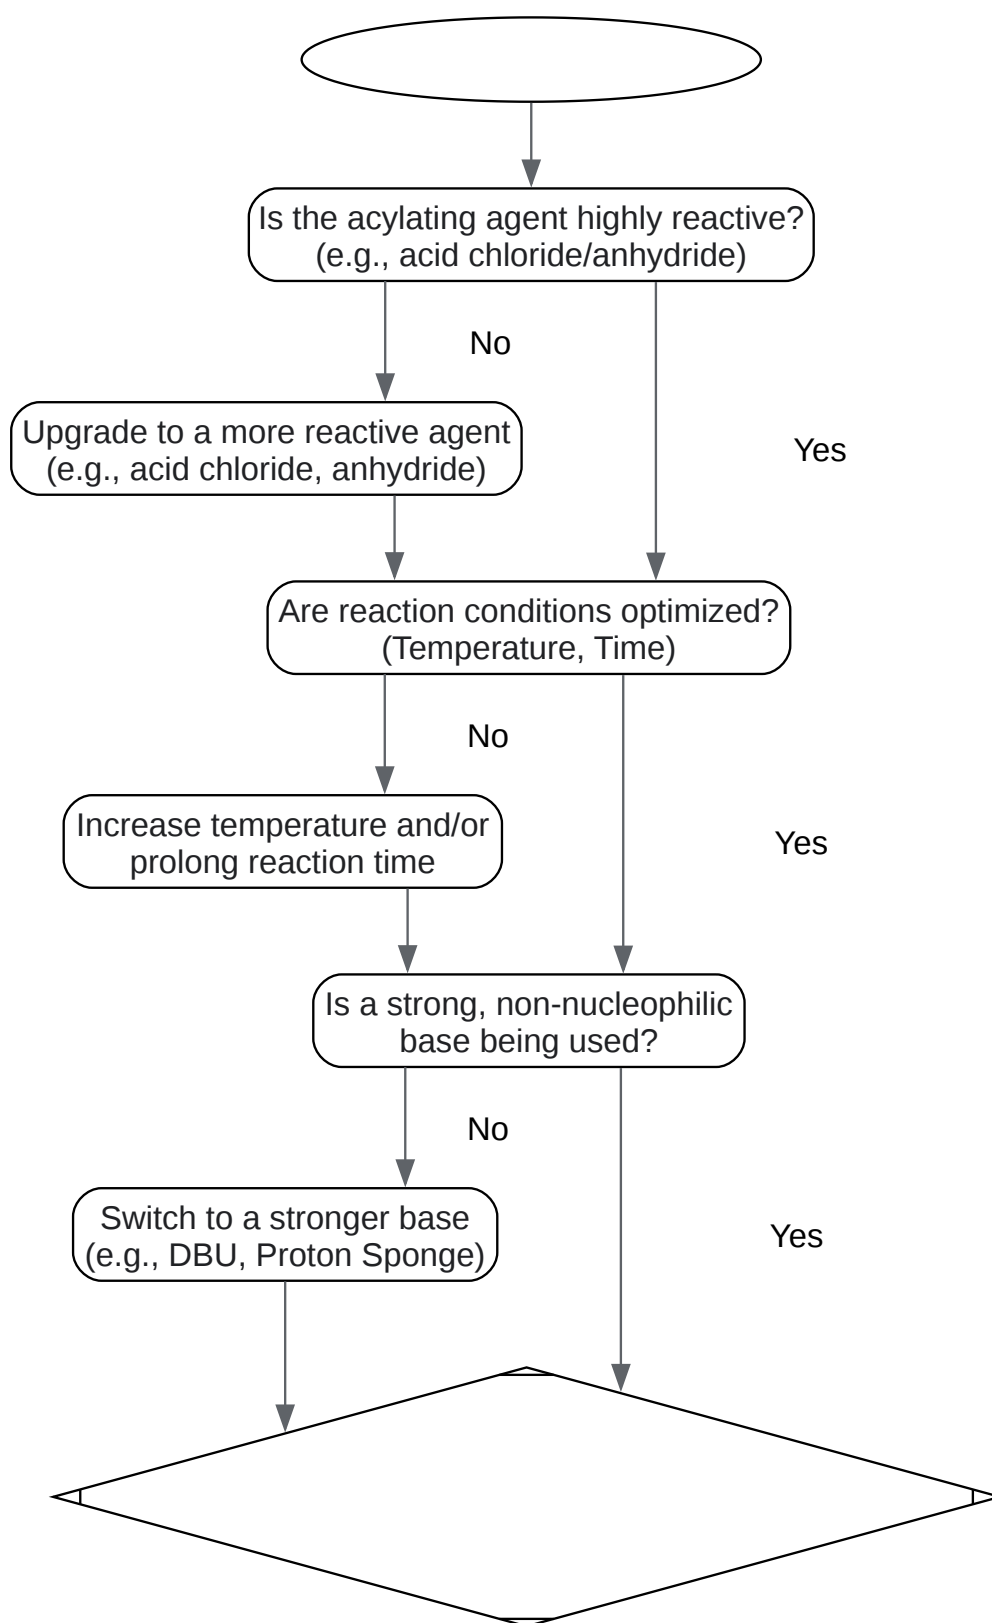 Is the acylating agent highly reactive?
(e.g., acid chloride/anhydride)
No
Upgrade to a more reactive agent
(e.g., acid chloride, anhydride)
Yes
Are reaction conditions optimized?
(Temperature, Time)
No
Increase temperature and/or
prolong reaction time
Yes
Is a strong, non-nucleophilic
base being used?
No
Switch to a stronger base
(e.g., DBU, Proton Sponge)
Yes